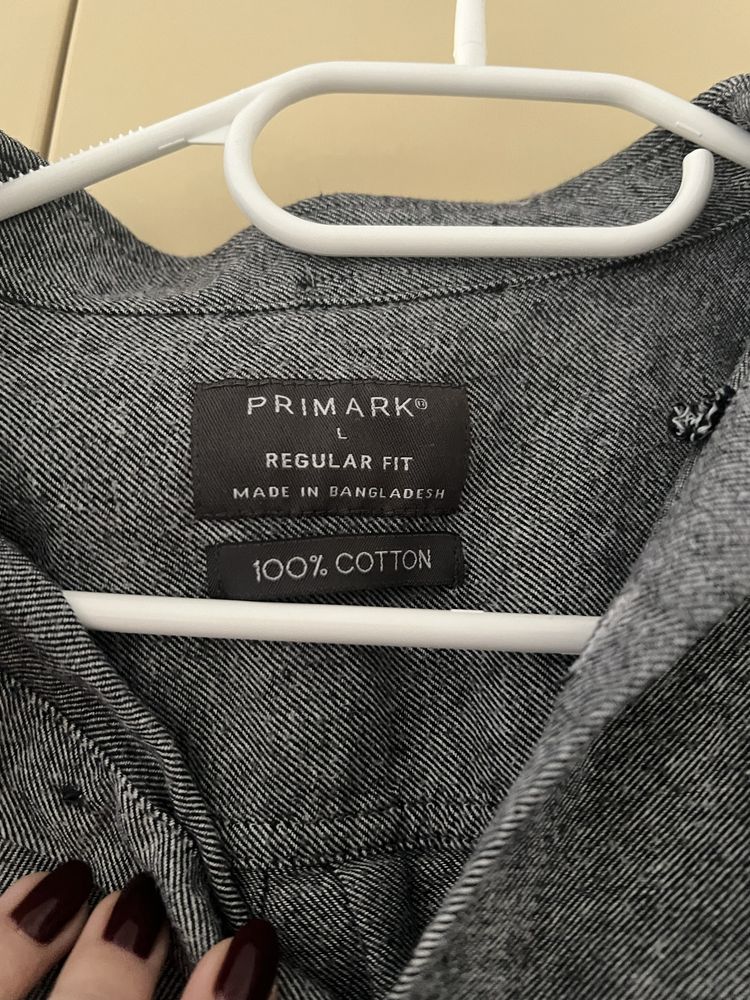 PRIMARK®
L
REGULAR FIT
MADE IN BANGLADESH
100% COTTON